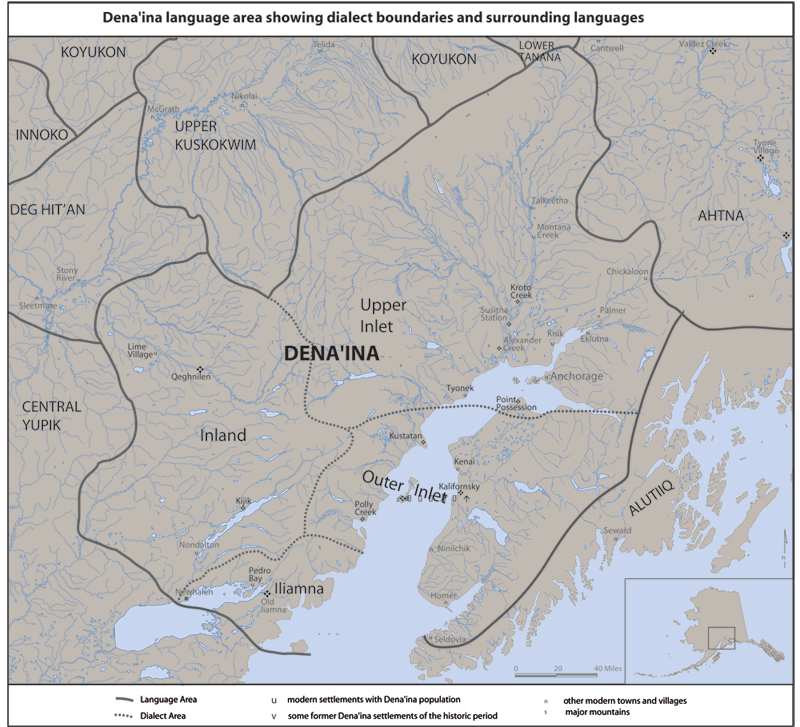 Dena'ina language area showing dialect boundaries and surrounding languages
KOYUKON
Telida
KOYUKON
LOWER
TANANA
Cantwell
Valdez Creek
McGrath
Nikolai
INNOKO
UPPER
KUSKOKWIM
Tyone
Village
DEG HIT'AN
Talkeetna
AHTNA
Montana
Creek
Stony
River
Chickaloon
Sleetmute
Kroto
Creek
Upper
Inlet
Susitna
Station
Palmer
Knik
Eklutna
Alexander
Creek
Lime
Village
DENA'INA
Qeghnilen
Anchorage
Tyonek
CENTRAL
YUPIK
Point
Possession
Inland
Kustatan
Kenai
Outer Inlet
Kalifornsky
Kijik
Polly
Creek
ALUTIIQ
Seward
Nondalton
Ninilchik
Pedro
Bay
Iliamna
Newhalen
Old
Iliamna
Homer
Seldovia
0 20 40 Miles
Language Area
u modern settlements with Dena'ina population
n other modern towns and villages
Dialect Area
v some former Dena'ina settlements of the historic period
s major mountains